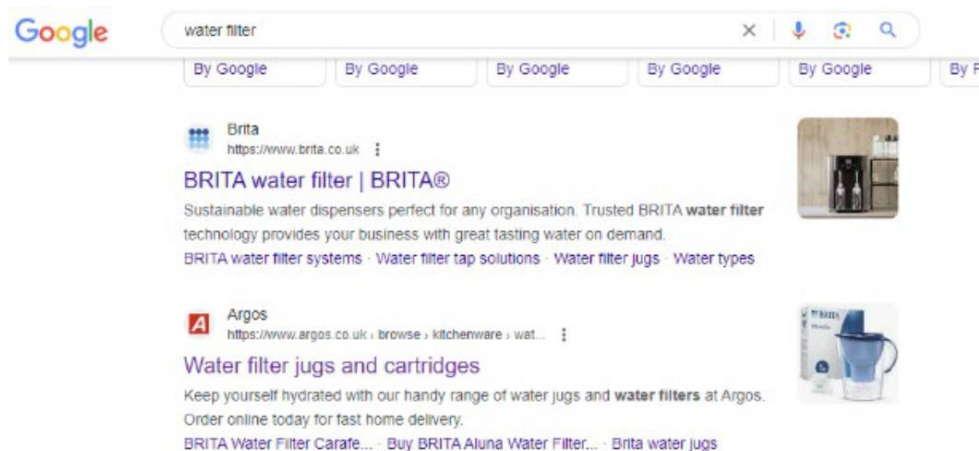 Google
water filter
By Google By Google By Google By Google By Google By F
Brita
https://www.brita.co.uk
BRITA water filter | BRITA®
Sustainable water dispensers perfect for any organisation. Trusted BRITA water filter
technology provides your business with great tasting water on demand.
BRITA water filter systems · Water filter tap solutions · Water filter jugs · Water types
Argos
https://www.argos.co.uk › browse › kitchenware › wat...
Water filter jugs and cartridges
Keep yourself hydrated with our handy range of water jugs and water filters at Argos.
Order online today for fast home delivery.
BRITA Water Filter Carafe... · Buy BRITA Aluna Water Filter... · Brita water jugs
BRITA